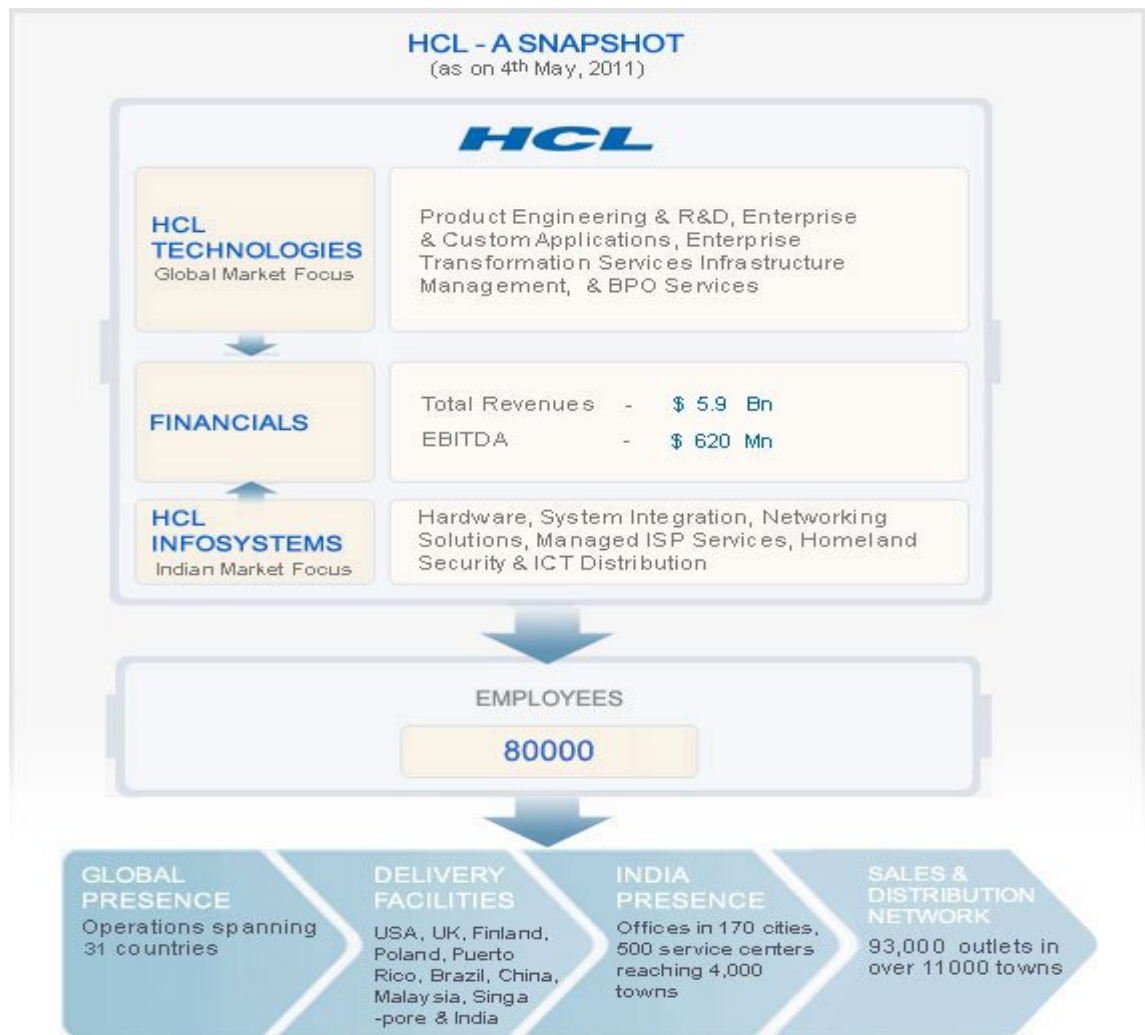 HCL - A SNAPSHOT
(as on 4th May, 2011)
HCL
HCL
TECHNOLOGIES
Global Market Focus
Product Engineering & R&D, Enterprise
& Custom Applications, Enterprise
Transformation Services Infrastructure
Management, & BPO Services
FINANCIALS
Total Revenues - $ 5.9 Bn
EBITDA - $ 620 Mn
HCL
INFOSYSTEMS
Indian Market Focus
Hardware, System Integration, Networking
Solutions, Managed ISP Services, Homeland
Security & ICT Distribution
EMPLOYEES
80000
GLOBAL
PRESENCE
Operations spanning
31 countries
DELIVERY
FACILITIES
USA, UK, Finland,
Poland, Puerto
Rico, Brazil, China,
Malaysia, Singa
-pore & India
INDIA
PRESENCE
Offices in 170 cities,
500 service centers
reaching 4,000
towns
SALES &
DISTRIBUTION
NETWORK
93,000 outlets in
over 11000 towns